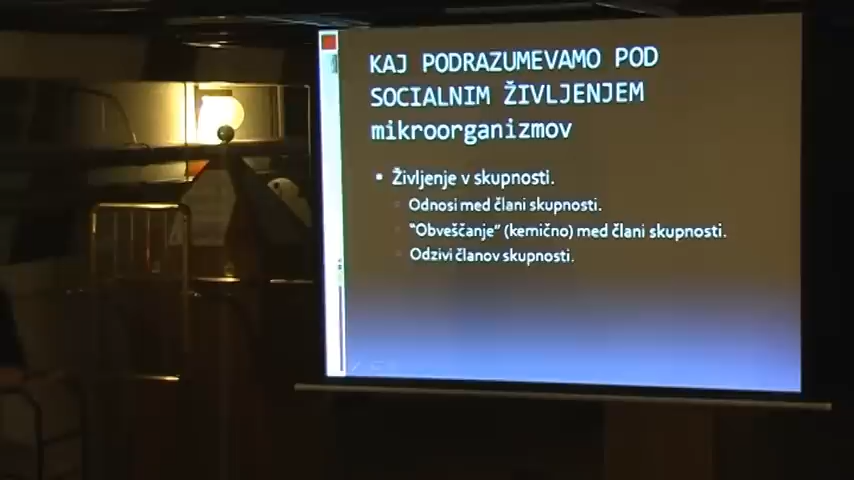 KAJ PODRAZUMEVAMO POD
SOCIALNIM ŽIVLJENJEM
mikroorganizmov
Življenje v skupnosti.
Odnosi med člani skupnosti.
"Obveščanje" (kemično) med člani skupnosti.
Odzivi članov skupnosti.